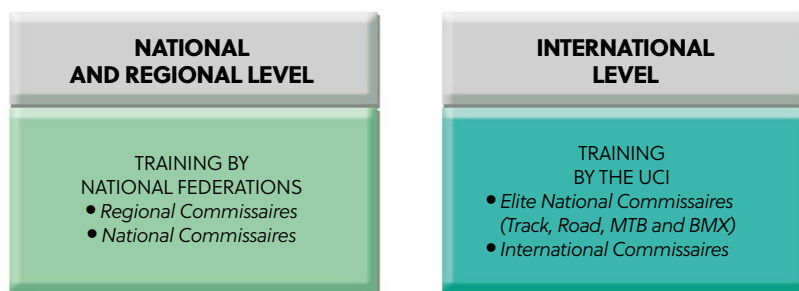 NATIONAL
AND REGIONAL LEVEL
TRAINING BY
NATIONAL FEDERATIONS
• Regional Commissaires
• National Commissaires
INTERNATIONAL
LEVEL
TRAINING
BY THE UCI
• Elite National Commissaires
(Track, Road, MTB and BMX)
• International Commissaires